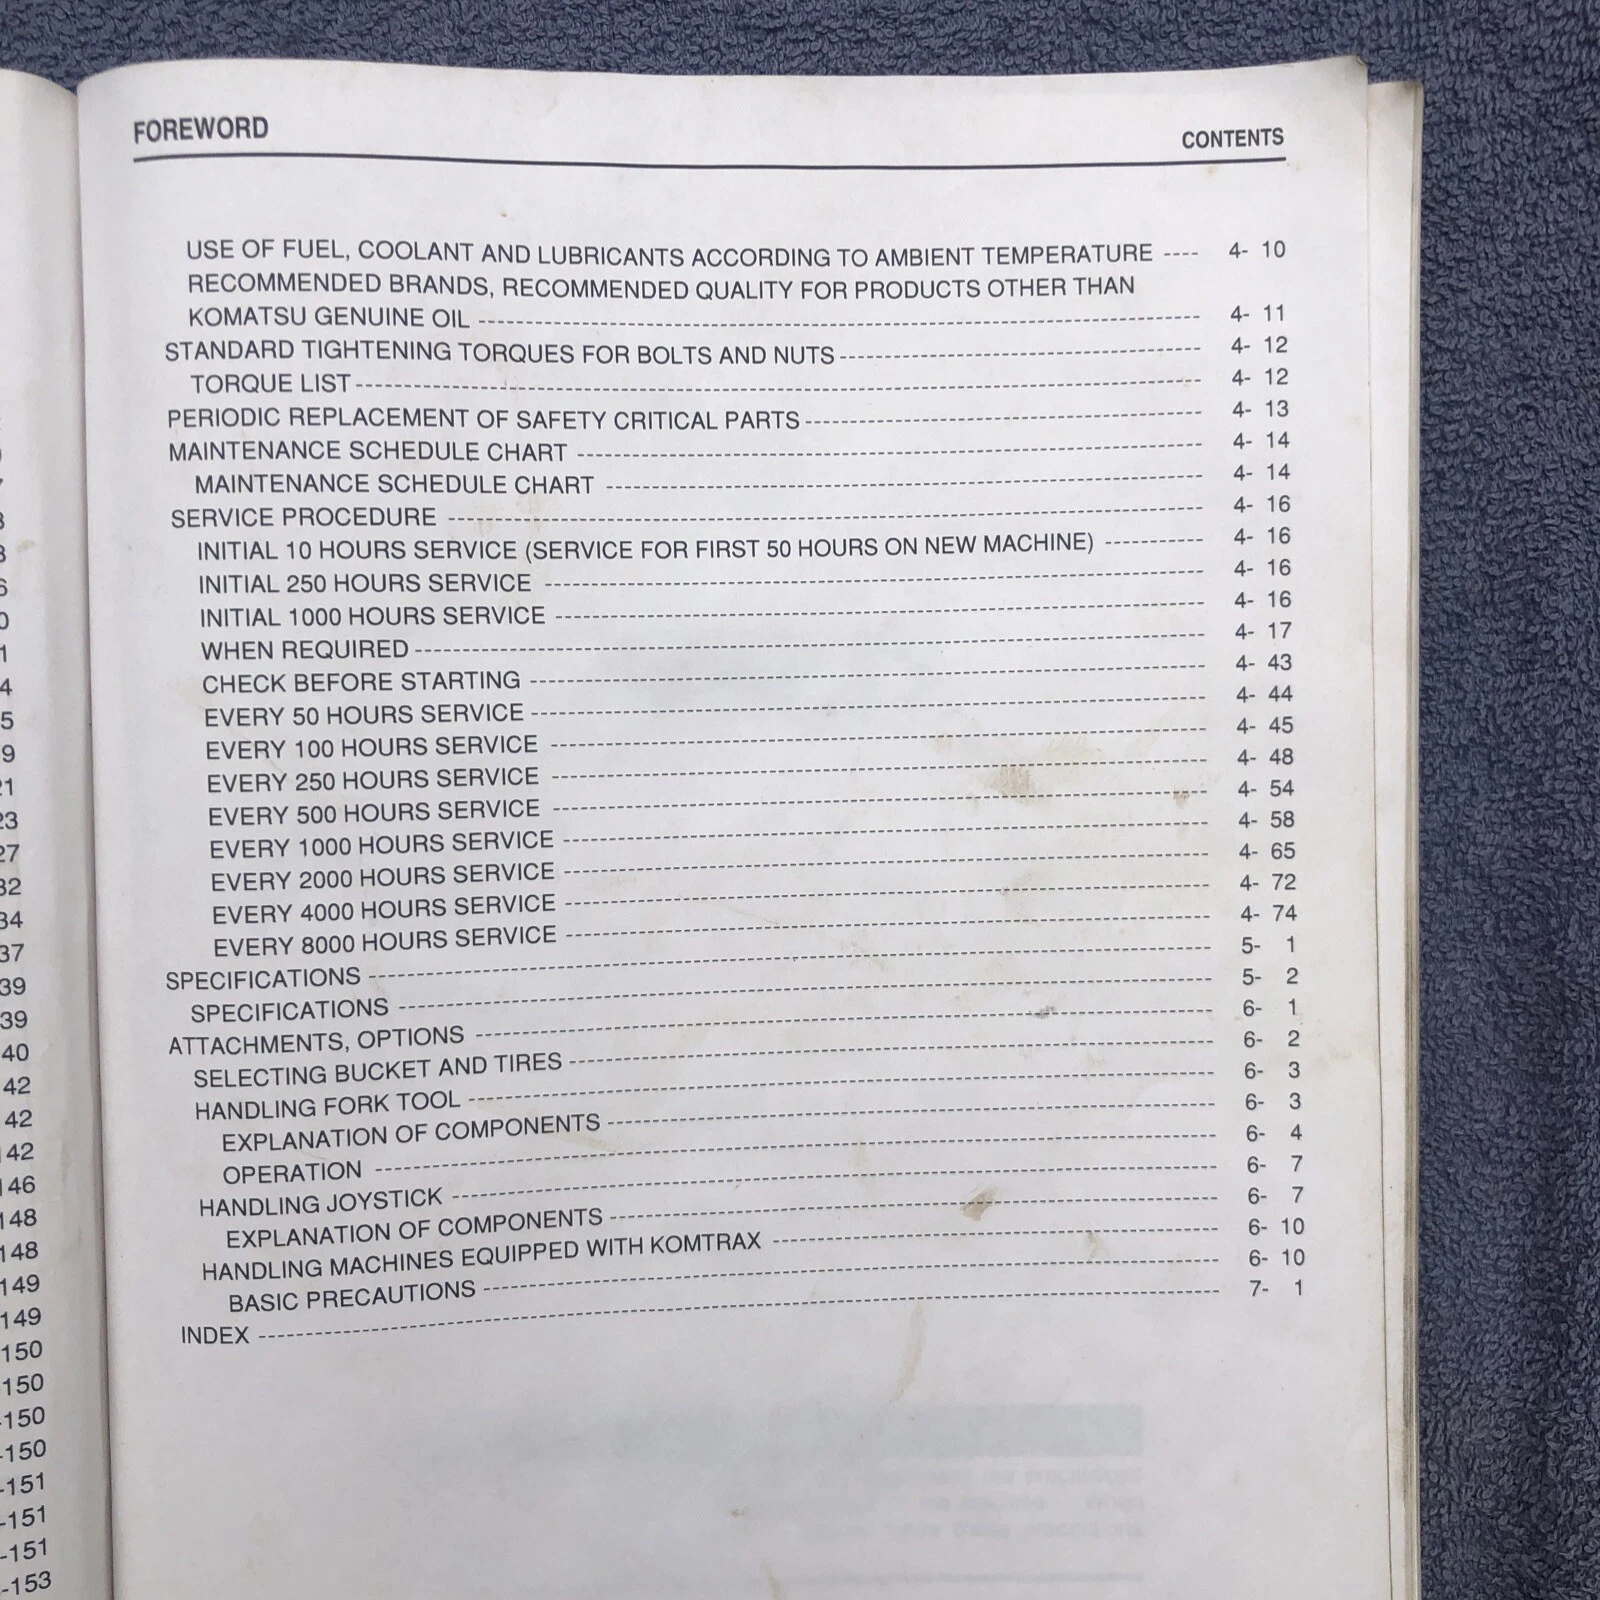 FOREWORD
CONTENTS
USE OF FUEL, COOLANT AND LUBRICANTS ACCORDING TO AMBIENT TEMPERATURE ---- 4- 10
RECOMMENDED BRANDS, RECOMMENDED QUALITY FOR PRODUCTS OTHER THAN
KOMATSU GENUINE OIL ---- 4- 11
STANDARD TIGHTENING TORQUES FOR BOLTS AND NUTS ---- 4- 12
TORQUE LIST ---- 4- 12
PERIODIC REPLACEMENT OF SAFETY CRITICAL PARTS ---- 4- 13
MAINTENANCE SCHEDULE CHART ---- 4- 14
MAINTENANCE SCHEDULE CHART ---- 4- 14
SERVICE PROCEDURE ---- 4- 16
INITIAL 10 HOURS SERVICE (SERVICE FOR FIRST 50 HOURS ON NEW MACHINE) ---- 4- 16
INITIAL 250 HOURS SERVICE ---- 4- 16
INITIAL 1000 HOURS SERVICE ---- 4- 16
WHEN REQUIRED ---- 4- 17
CHECK BEFORE STARTING ---- 4- 43
EVERY 50 HOURS SERVICE ---- 4- 44
EVERY 100 HOURS SERVICE ---- 4- 45
EVERY 250 HOURS SERVICE ---- 4- 48
EVERY 500 HOURS SERVICE ---- 4- 54
EVERY 1000 HOURS SERVICE ---- 4- 58
EVERY 2000 HOURS SERVICE ---- 4- 65
EVERY 4000 HOURS SERVICE ---- 4- 72
EVERY 8000 HOURS SERVICE ---- 4- 74
SPECIFICATIONS ---- 5- 1
SPECIFICATIONS ---- 5- 2
ATTACHMENTS, OPTIONS ---- 6- 1
SELECTING BUCKET AND TIRES ---- 6- 2
HANDLING FORK TOOL ---- 6- 3
EXPLANATION OF COMPONENTS ---- 6- 3
OPERATION ---- 6- 4
HANDLING JOYSTICK ---- 6- 7
EXPLANATION OF COMPONENTS ---- 6- 7
HANDLING MACHINES EQUIPPED WITH KOMTRAX ---- 6- 10
BASIC PRECAUTIONS ---- 6- 10
INDEX ---- 7- 1